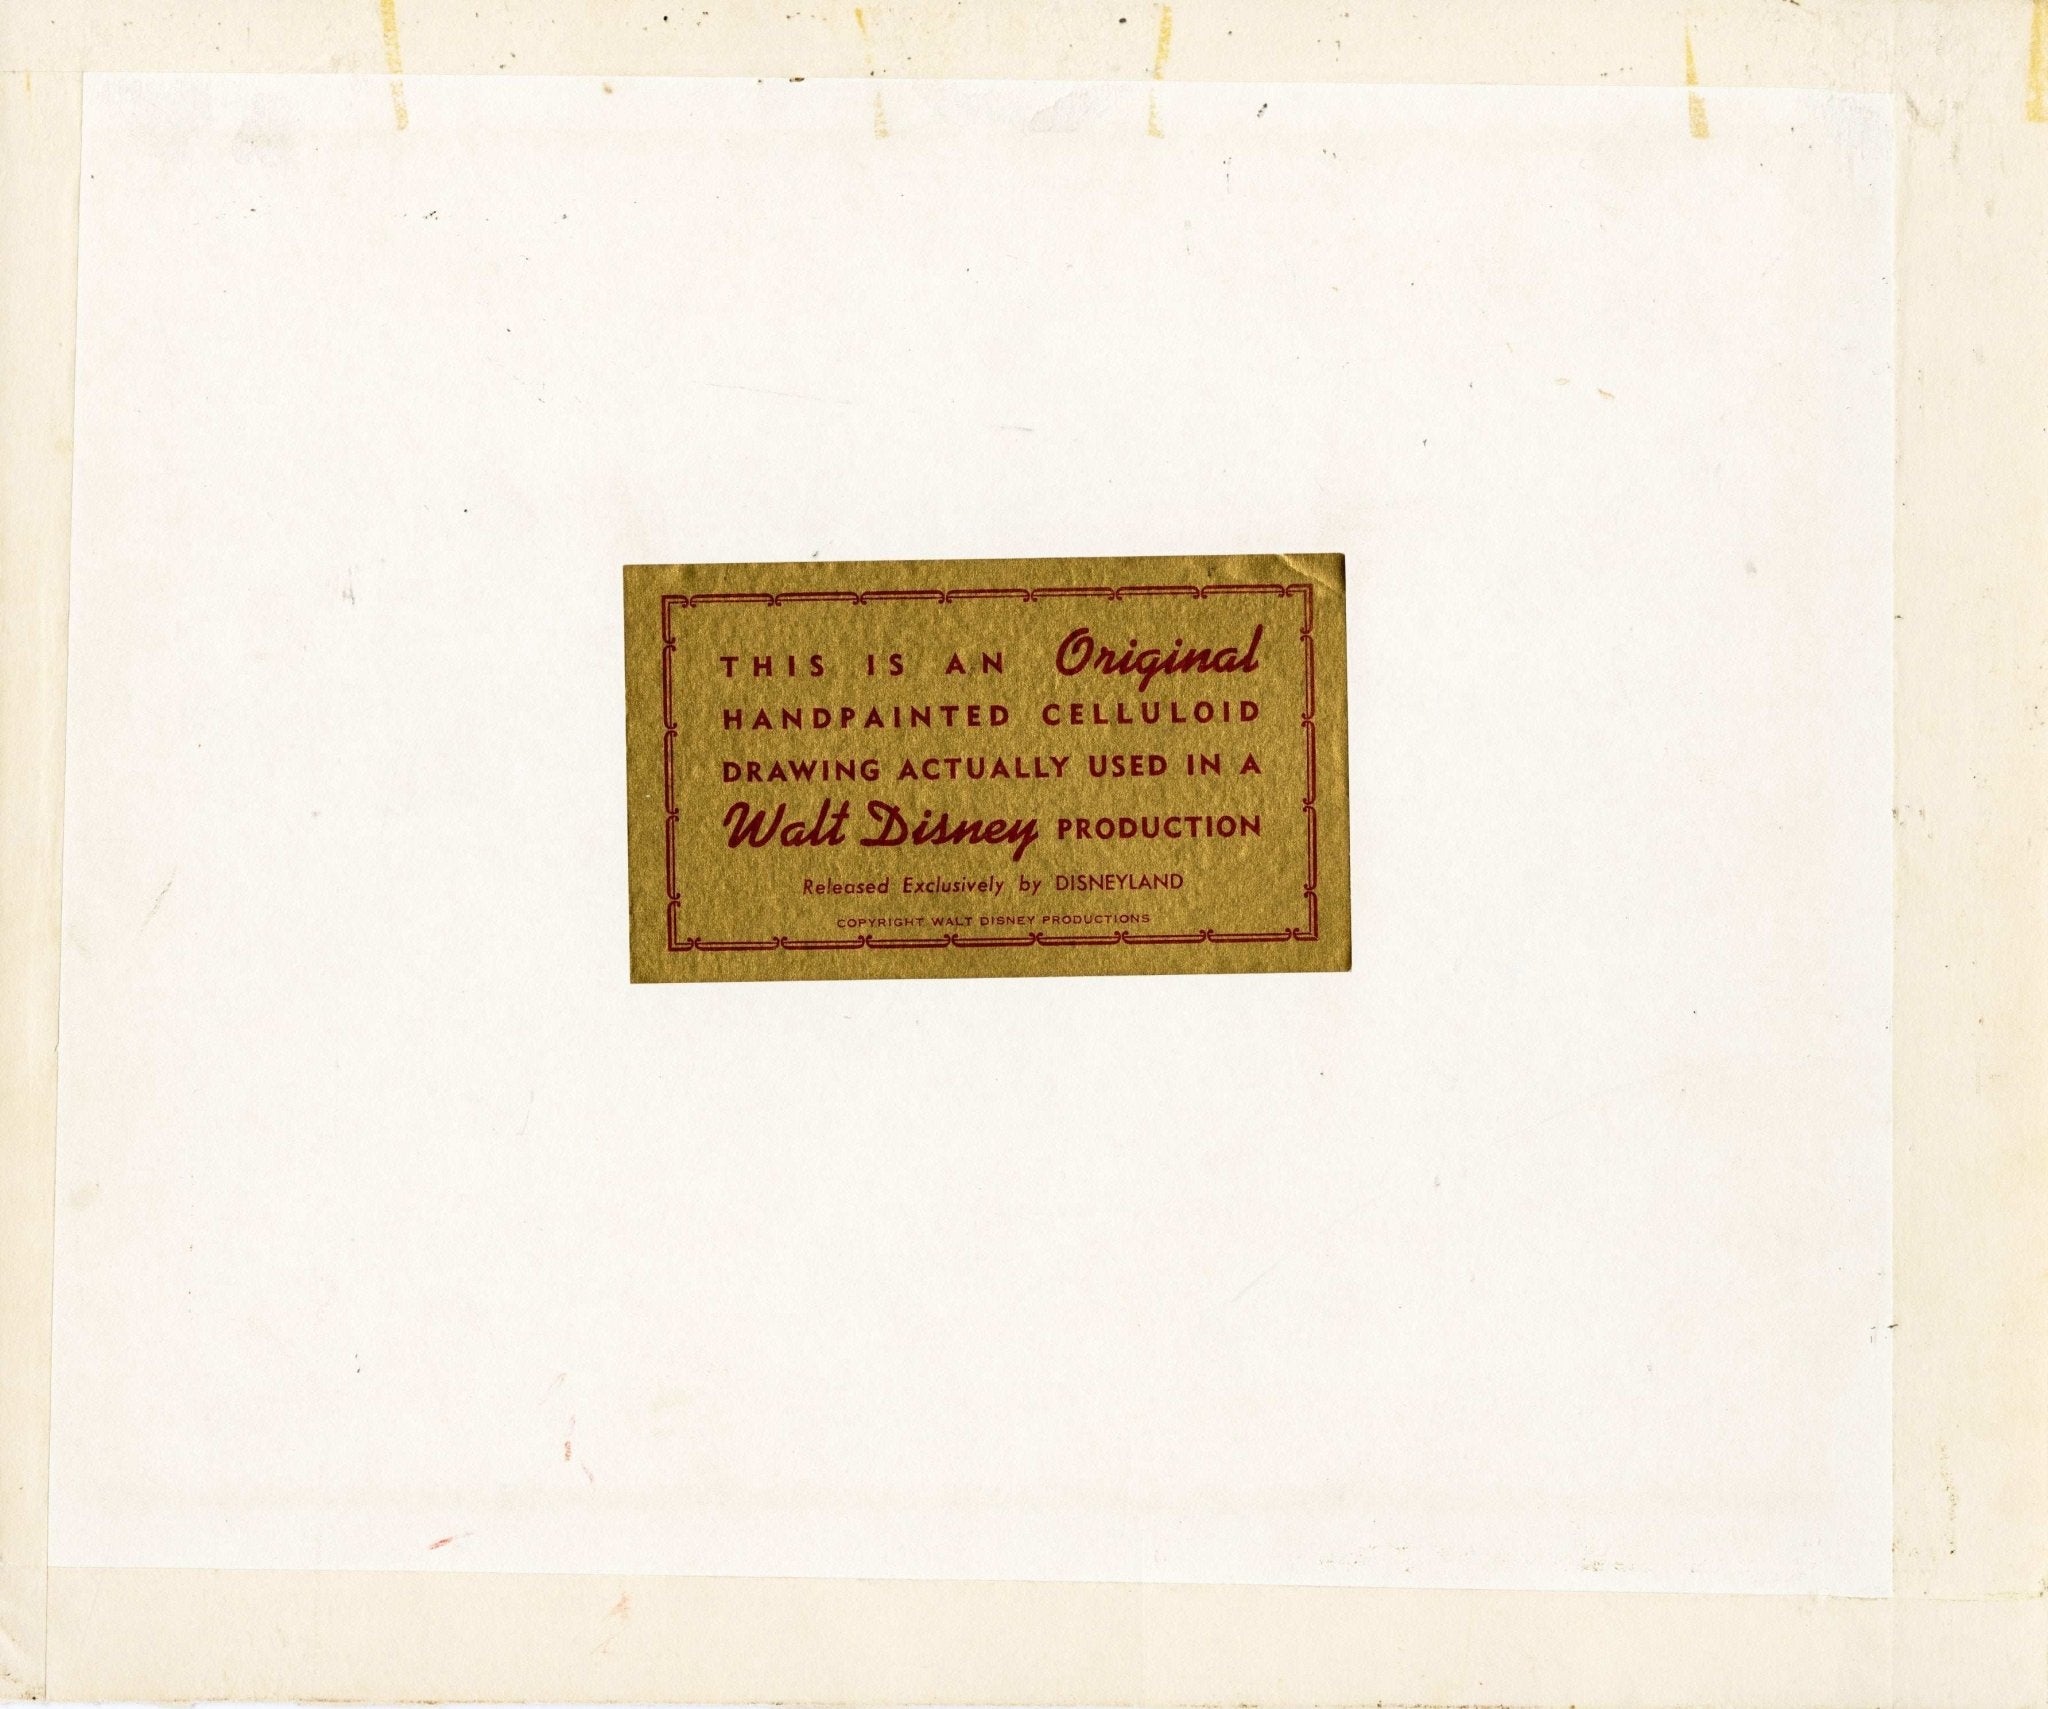 THIS IS AN Original
HANDPAINTED CELLULOID
DRAWING ACTUALLY USED IN A
Walt Disney PRODUCTION
Released Exclusively by DISNEYLAND
COPYRIGHT WALT DISNEY PRODUCTIONS